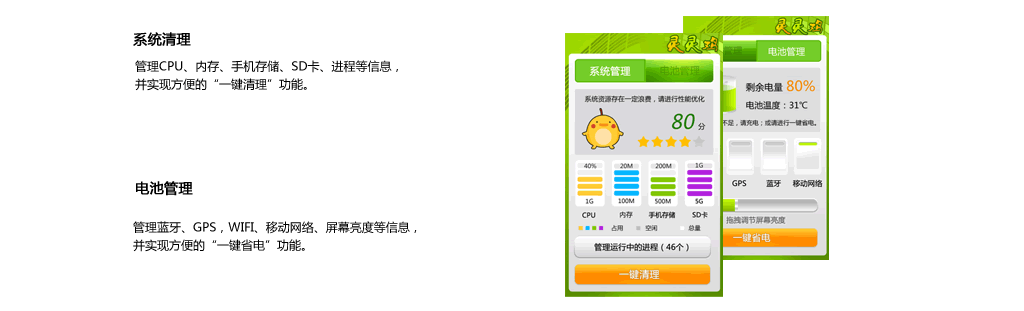 系统清理
管理CPU、内存、手机存储、SD卡、进程等信息，
并实现方便的“一键清理”功能。
电池管理
管理蓝牙、GPS，WIFI、移动网络、屏幕亮度等信息，
并实现方便的“一键省电”功能。
灵灵
系统管理
电池管理
系统资源存在一定浪费，请进行性能优化
80 分
40% 20M 200M 1G
1G 100M 500M 5G
CPU 内存 手机存储 SD卡
占用 空闲 总量
管理运行中的进程（46个）
一键清理
灵灵
管理
电池管理
剩余电量 80%
电池温度：31℃
不足，请充电；或请进行一键省电。
GPS 蓝牙 移动网络
拖拽调节屏幕亮度
一键省电